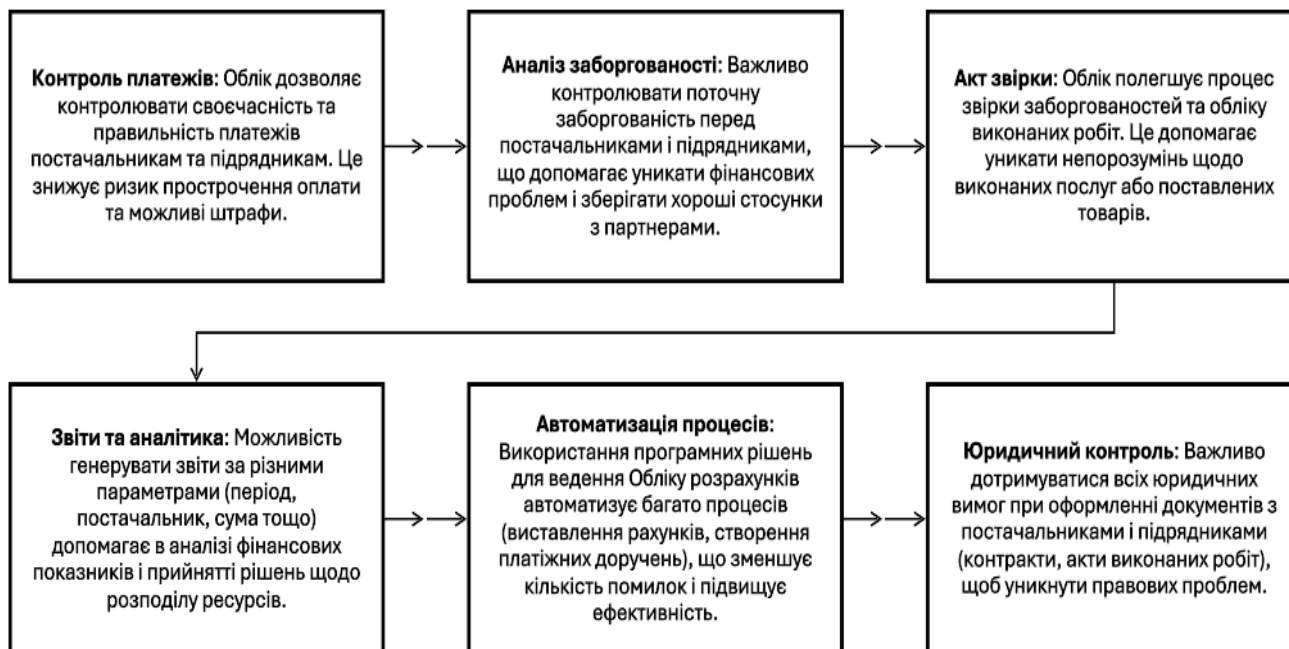 Контроль платежів: Облік дозволяє
контролювати своєчасність та
правильність платежів
постачальникам та підрядникам. Це
знижує ризик прострочення оплати
та можливі штрафи.
Аналіз заборгованості: Важливо
контролювати поточну
заборгованість перед
постачальниками і підрядниками,
що допомагає уникати фінансових
проблем і зберігати хороші стосунки
з партнерами.
Акт звірки: Облік полегшує процес
звірки заборгованостей та обліку
виконаних робіт. Це допомагає
уникати непорозумінь щодо
виконаних послуг або поставлених
товарів.
Звіти та аналітика: Можливість
генерувати звіти за різними
параметрами (період,
постачальник, сума тощо)
допомагає в аналізі фінансових
показників і прийнятті рішень щодо
розподілу ресурсів.
Автоматизація процесів:
Використання програмних рішень
для ведення Обліку розрахунків
автоматизує багато процесів
(виставлення рахунків, створення
платіжних доручень), що зменшує
кількість помилок і підвищує
ефективність.
Юридичний контроль: Важливо
дотримуватися всіх юридичних
вимог при оформленні документів з
постачальниками і підрядниками
(контракти, акти виконаних робіт),
щоб уникнути правових проблем.